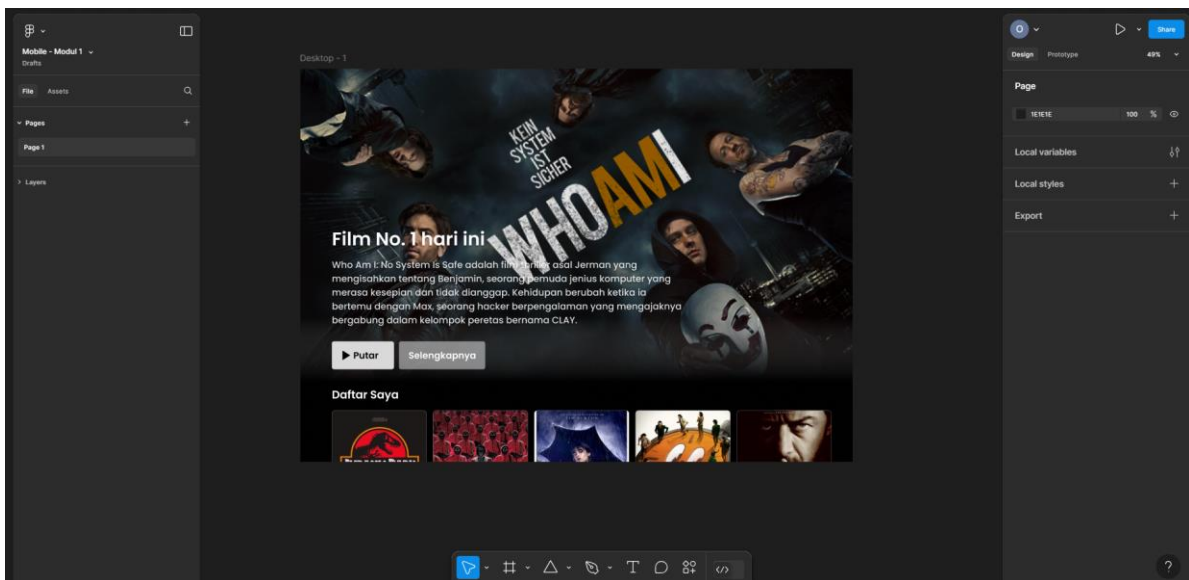 Mobile - Modul 1
Drafts
File Assets
Pages
Page 1
Layers
Desktop - 1
KEIN
SYSTEM
IST
SICHER
WHOAMI
Film No. 1 hari ini
Who Am I: No System is Safe adalah film thriller asal Jerman yang
mengisahkan tentang Benjamin, seorang pemuda jenius komputer yang
merasa kesepian dan tidak dianggap. Kehidupan berubah ketika ia
bertemu dengan Max, seorang hacker berpengalaman yang mengajaknya
bergabung dalam kelompok peretas bernama CLAY.
Putar Selengkapnya
Daftar Saya
O Share
Design Prototype 49%
Page
1E1E1E 100 %
Local variables
Local styles
Export
?